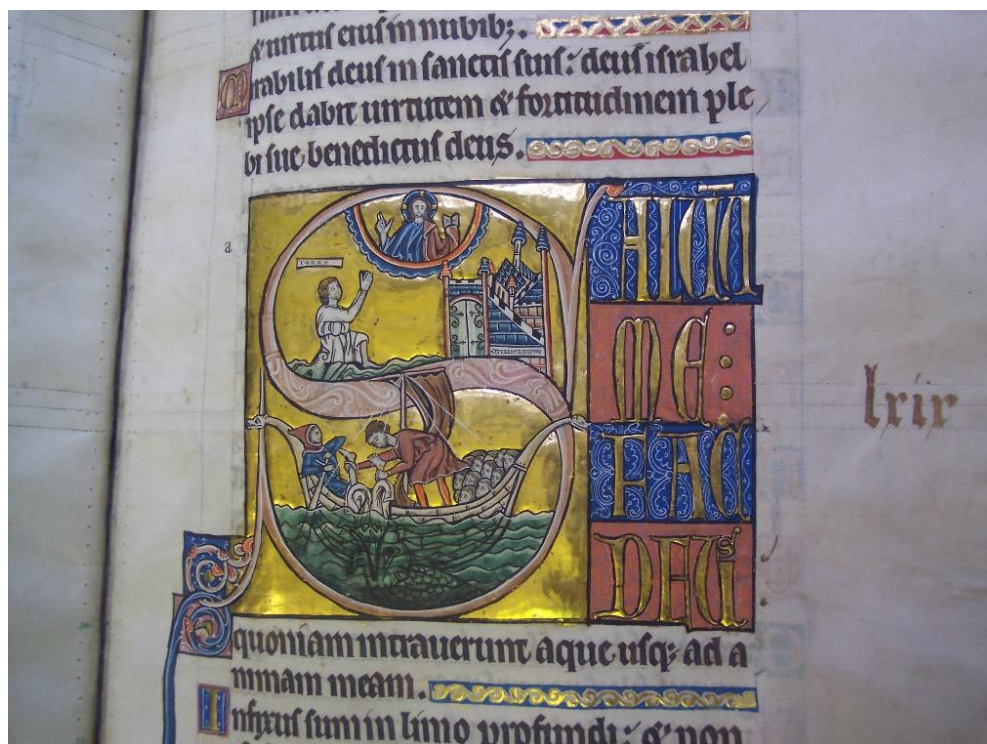 & uirtus eius in nubib;.
Mirabilis deus in sanctis suis: deus israhel
ipse dabit uirtutem & fortitudinem ple
bi sue benedictus deus.
a
SALUU
ME
FAC
DEUS
lxix
quoniam intrauerunt aque usq; ad a
nimam meam.
Infixus sum in limo profundi: & non